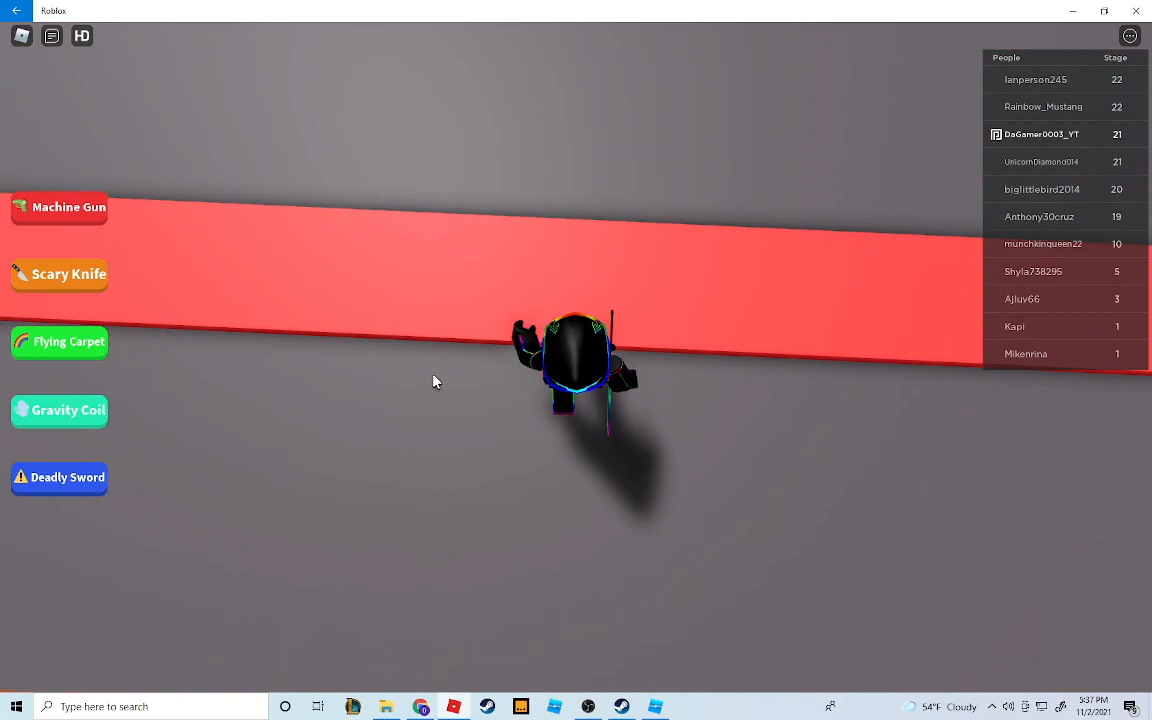 Roblox
HD
People Stage
Ianperson245 22
Rainbow_Mustang 22
DaGamer0003_YT 21
UnicornDiamond014 21
biglittlebird2014 20
Anthony30cruz 19
munchkinqueen22 10
Shyla738295 5
Ajluv66 3
Kapi 1
Mikenrina 1
Machine Gun
Scary Knife
Flying Carpet
Gravity Coil
Deadly Sword
Type here to search
54°F Cloudy
5:37 PM
11/2/2021